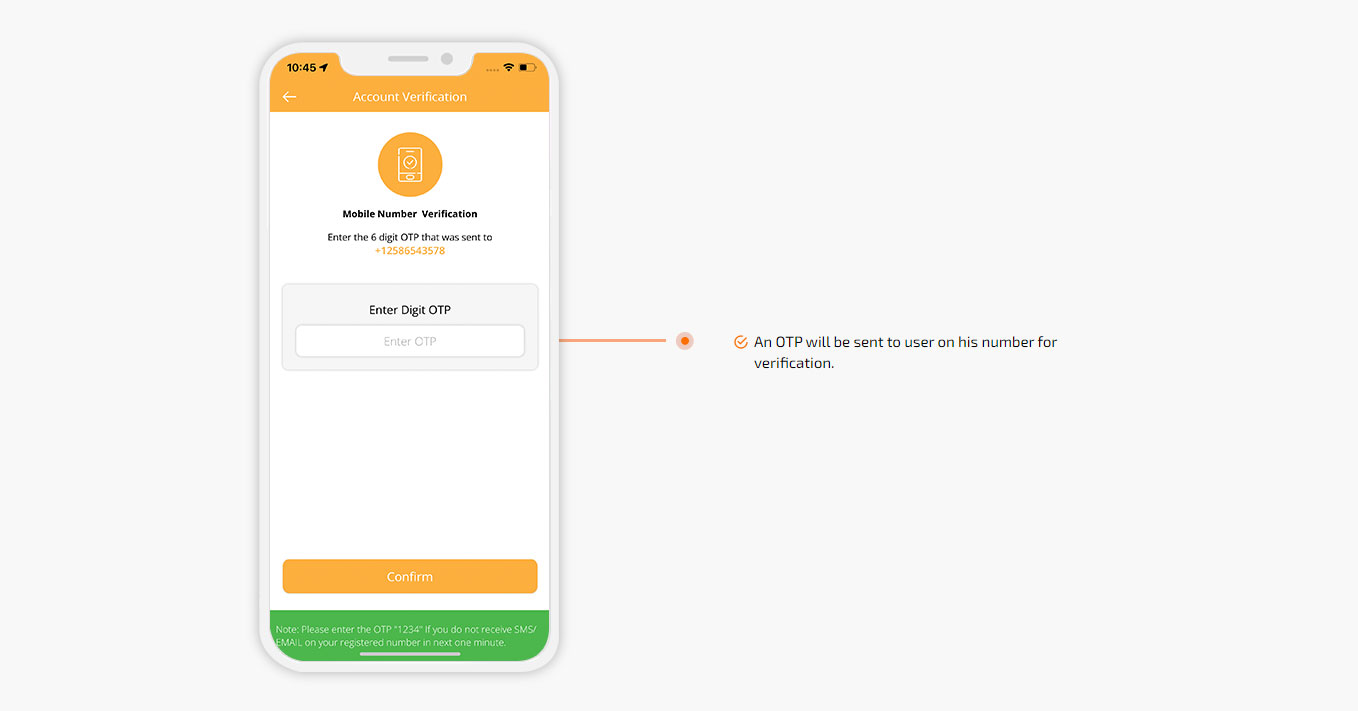 10:45
Account Verification
Mobile Number Verification
Enter the 6 digit OTP that was sent to
+12586543578
Enter Digit OTP
Enter OTP
An OTP will be sent to user on his number for
verification.
Confirm
Note: Please enter the OTP "1234" If you do not receive SMS/
EMAIL on your registered number in next one minute.